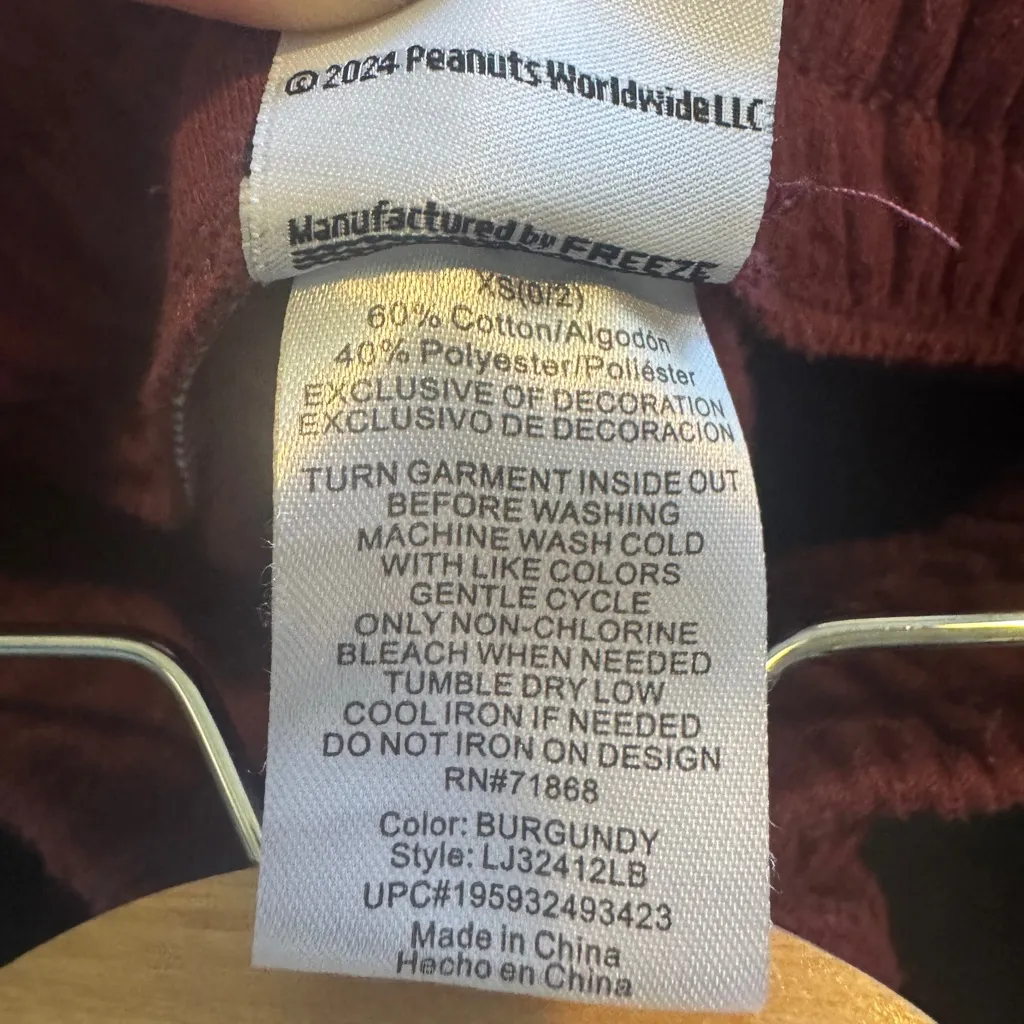 © 2024 Peanuts Worldwide LLC
Manufactured by FREEZE
XS(0/2)
60% Cotton/Algodón
40% Polyester/Poliéster
EXCLUSIVE OF DECORATION
EXCLUSIVO DE DECORACION
TURN GARMENT INSIDE OUT
BEFORE WASHING
MACHINE WASH COLD
WITH LIKE COLORS
GENTLE CYCLE
ONLY NON-CHLORINE
BLEACH WHEN NEEDED
TUMBLE DRY LOW
COOL IRON IF NEEDED
DO NOT IRON ON DESIGN
RN#71868
Color: BURGUNDY
Style: LJ32412LB
UPC#195932493423
Made in China
Hecho en China